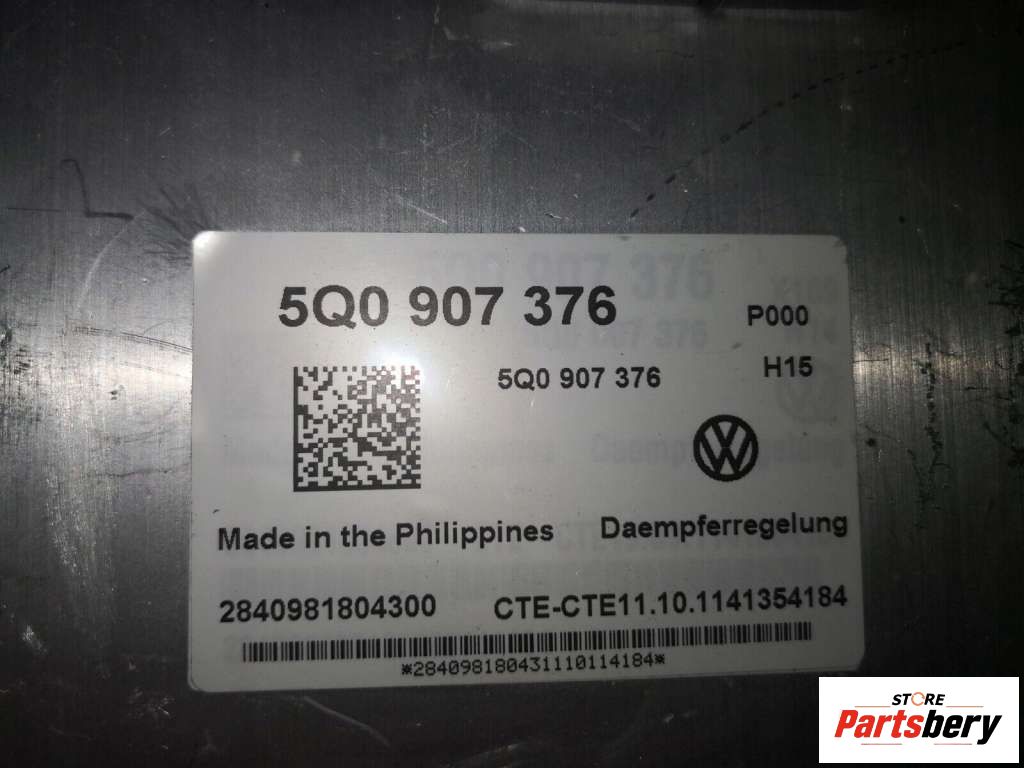 5Q0 907 376
P000
5Q0 907 376
H15
Made in the Philippines Daempferregelung
2840981804300 CTE-CTE11.10.1141354184
*284098180431110114184*
STORE
Partsbery